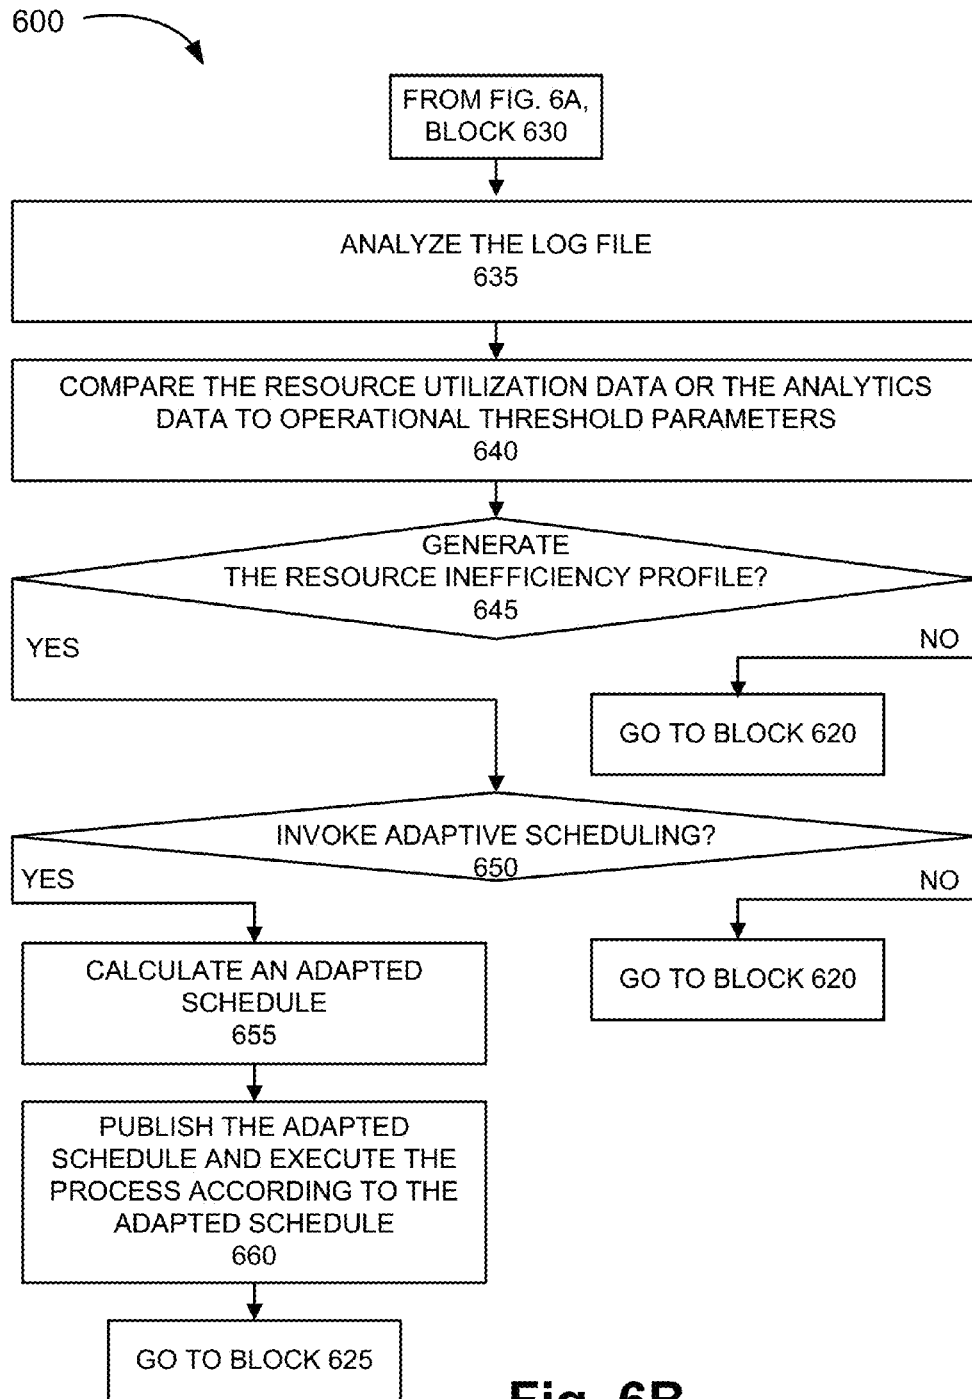 600
FROM FIG. 6A,
BLOCK 630
ANALYZE THE LOG FILE
635
COMPARE THE RESOURCE UTILIZATION DATA OR THE ANALYTICS
DATA TO OPERATIONAL THRESHOLD PARAMETERS
640
GENERATE
THE RESOURCE INEFFICIENCY PROFILE?
645
YES
NO
GO TO BLOCK 620
INVOKE ADAPTIVE SCHEDULING?
650
YES
NO
GO TO BLOCK 620
CALCULATE AN ADAPTED
SCHEDULE
655
PUBLISH THE ADAPTED
SCHEDULE AND EXECUTE THE
PROCESS ACCORDING TO THE
ADAPTED SCHEDULE
660
GO TO BLOCK 625
Fig. 6B